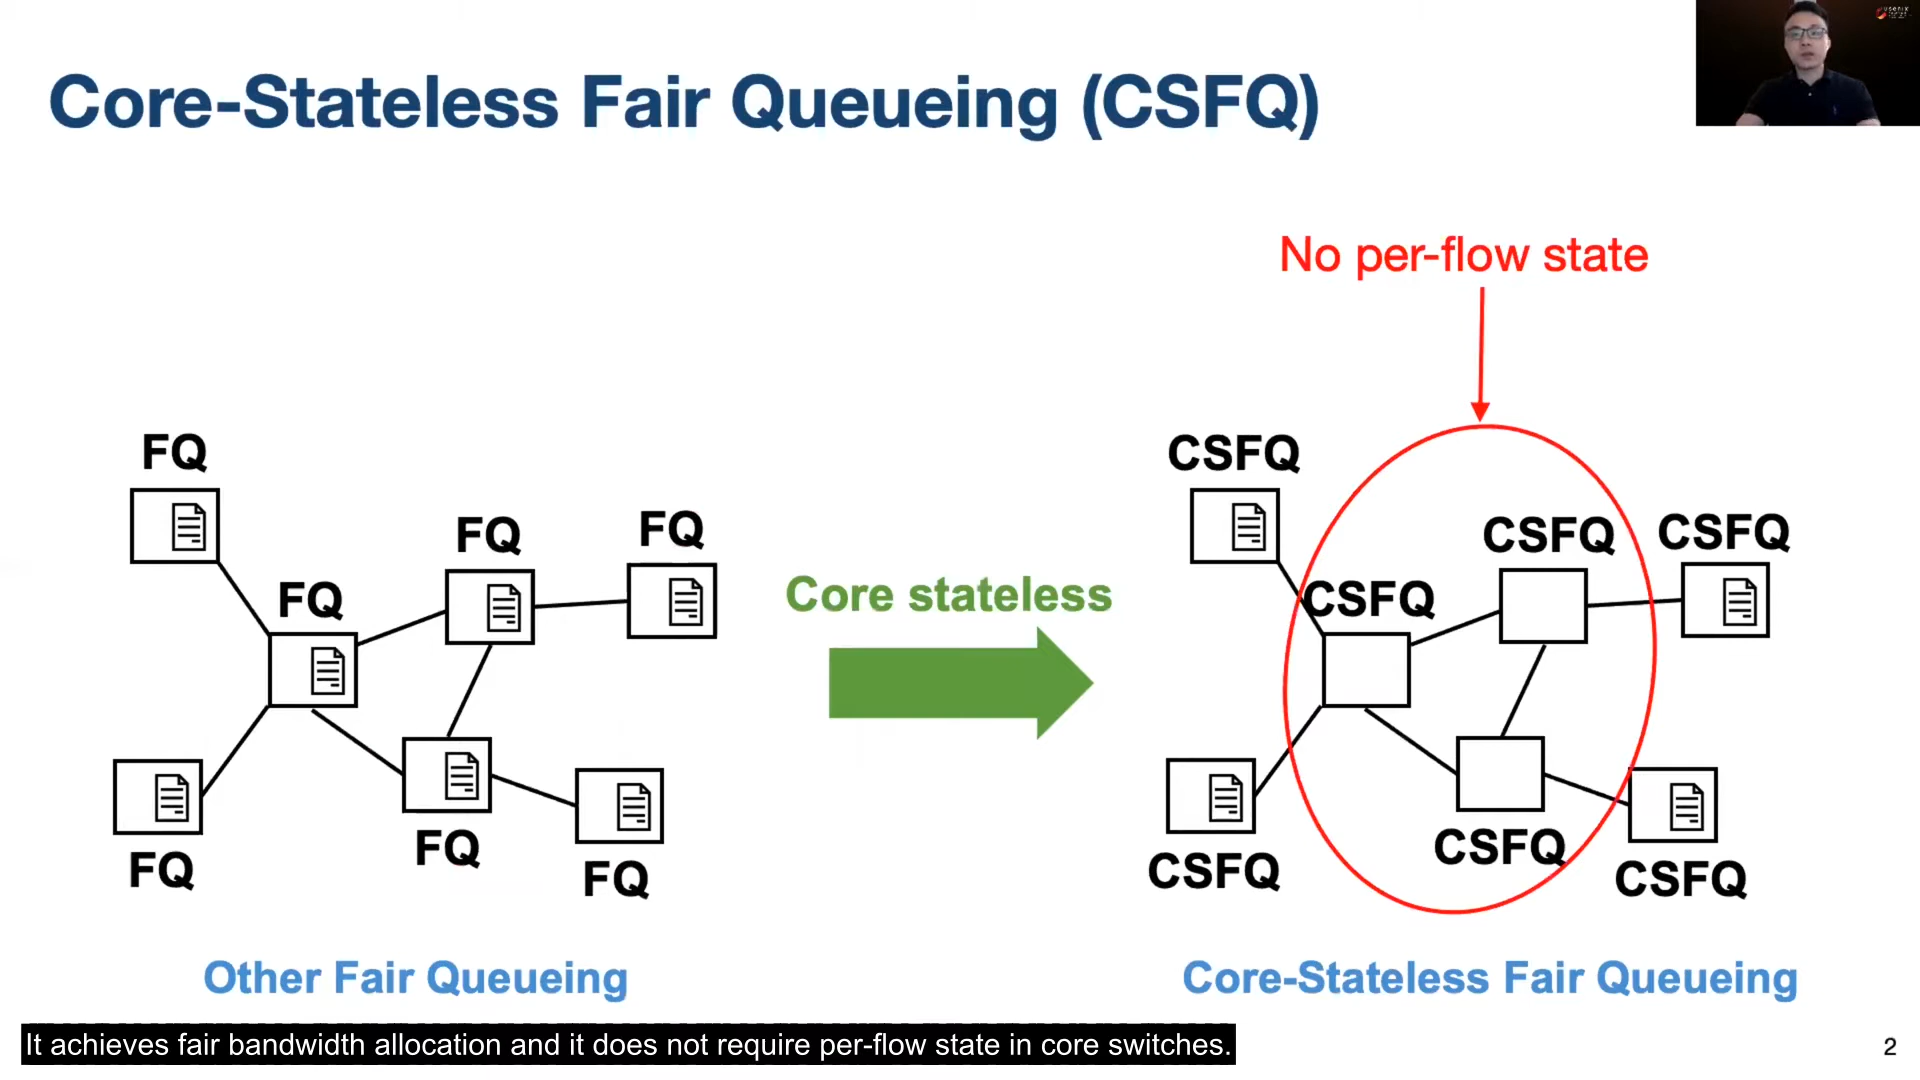 Core-Stateless Fair Queueing (CSFQ)
usenix
No per-flow state
FQ
FQ
FQ
FQ
FQ
FQ
FQ
Core stateless
CSFQ
CSFQ
CSFQ
CSFQ
CSFQ
CSFQ
CSFQ
Other Fair Queueing
Core-Stateless Fair Queueing
It achieves fair bandwidth allocation and it does not require per-flow state in core switches.
2